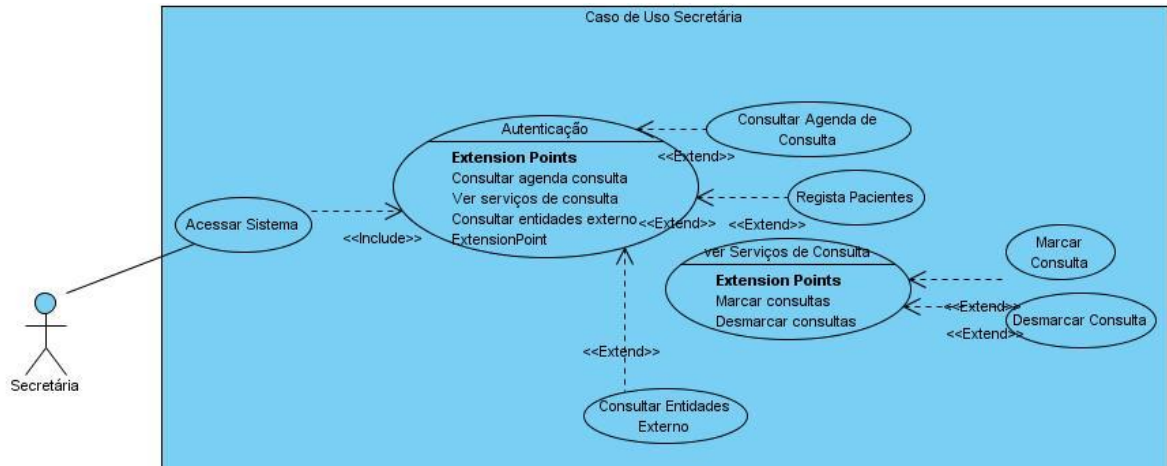 Caso de Uso Secretária
Autenticação
Extension Points
Consultar agenda consulta
Ver serviços de consulta
Consultar entidades externo
ExtensionPoint
Consultar Agenda de
Consulta
<<Extend>>
Regista Pacientes
<<Extend>>
<<Extend>>
Acessar Sistema
<<Include>>
ver Serviços de Consulta
Extension Points
Marcar consultas
Desmarcar consultas
Marcar
Consulta
<<Extend>>
<<Extend>>
Desmarcar Consulta
<<Extend>>
Consultar Entidades
Externo
Secretária